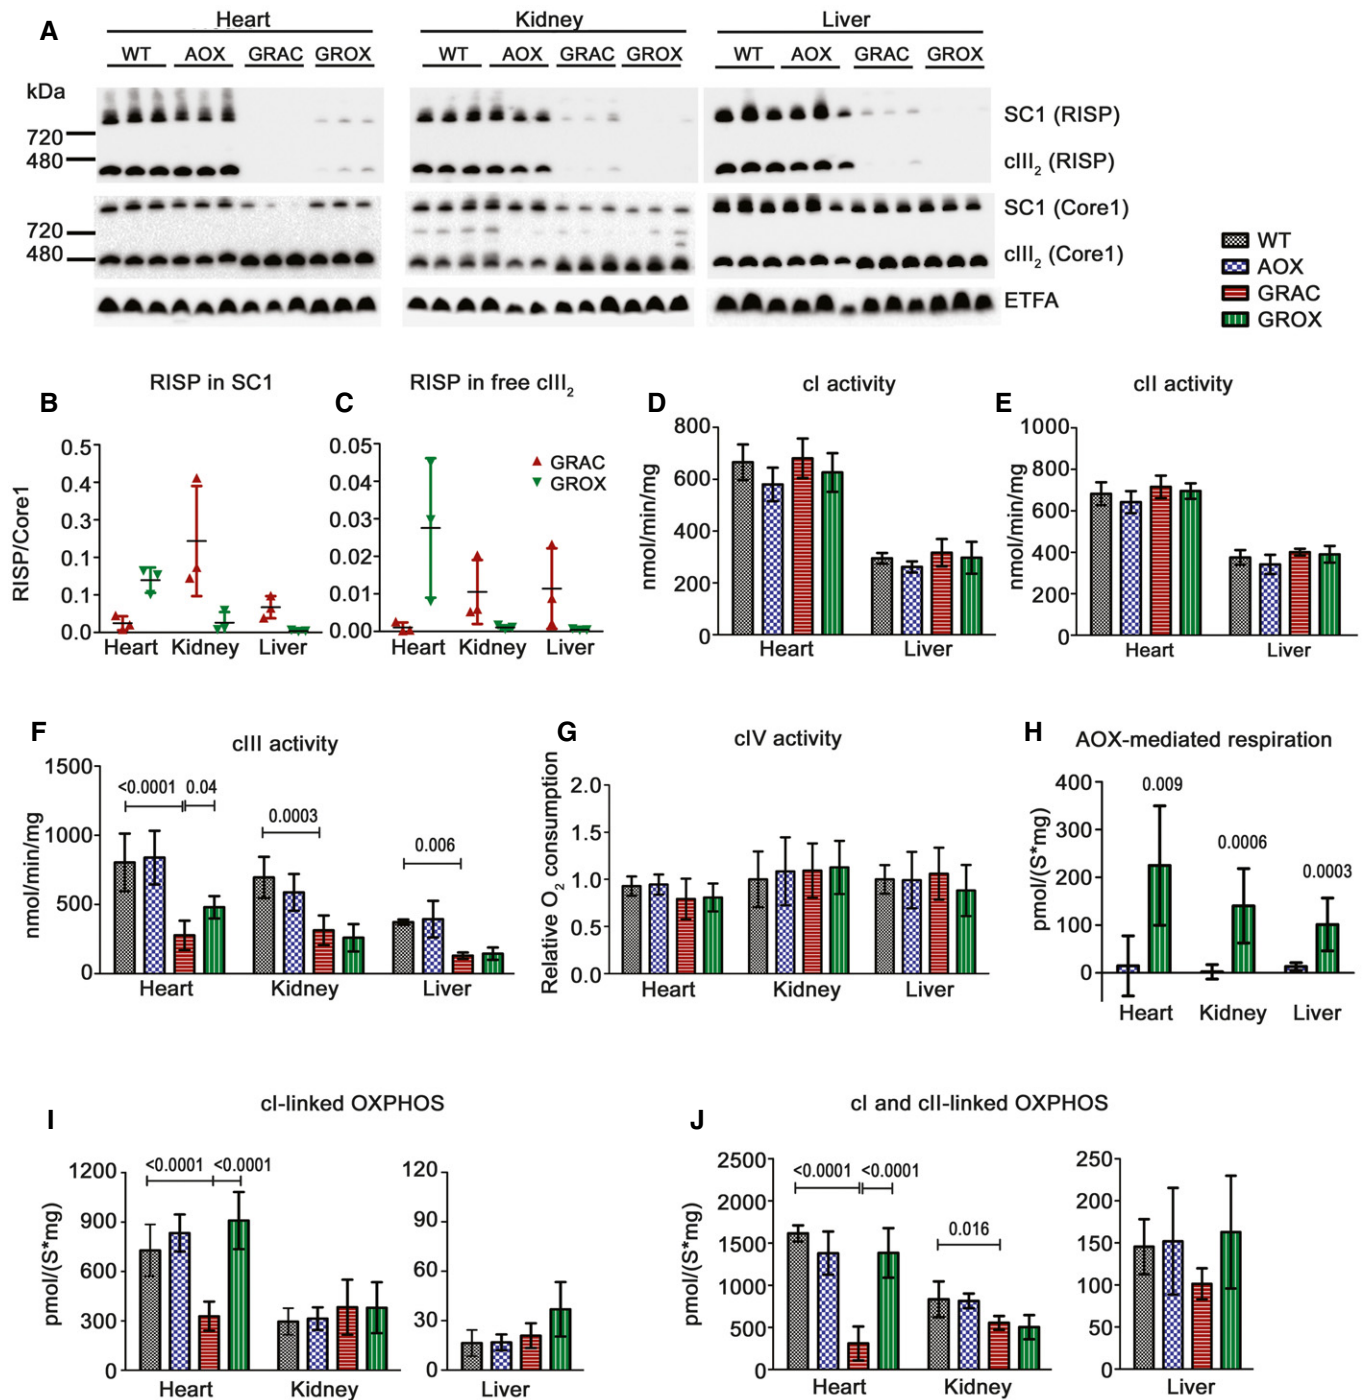 A
Heart
Kidney
Liver
WT AOX GRAC GROX
WT AOX GRAC GROX
WT AOX GRAC GROX
kDa
720
480
SC1 (RISP)
cIII2 (RISP)
720
480
SC1 (Core1)
cIII2 (Core1)
ETFA
WT
AOX
GRAC
GROX
B
RISP in SC1
RISP/Core1
0.5
0.4
0.3
0.1
0.1
0.0
Heart Kidney Liver
C
RISP in free cIII2
0.05
0.04
0.03
0.02
0.01
0.00
GRAC
GROX
Heart Kidney Liver
D
cI activity
nmol/min/mg
800
600
400
200
0
Heart Liver
E
cII activity
nmol/min/mg
1000
800
600
400
200
0
Heart Liver
F
cIII activity
nmol/min/mg
1500
1000
500
0
<0.0001 0.04
0.0003
0.006
Heart Kidney Liver
G
cIV activity
Relative O2 consumption
2.0
1.5
1.0
0.5
0.0
Heart Kidney Liver
H
AOX-mediated respiration
pmol/(S*mg)
400
300
200
100
0
0.009
0.0006
0.0003
Heart Kidney Liver
I
cI-linked OXPHOS
pmol/(S*mg)
1200
900
600
300
0
<0.0001 <0.0001
Heart Kidney
120
90
60
30
0
Liver
J
cI and cII-linked OXPHOS
pmol/(S*mg)
2500
2000
1500
1000
500
0
<0.0001 <0.0001
0.016
Heart Kidney
250
200
150
100
50
0
Liver